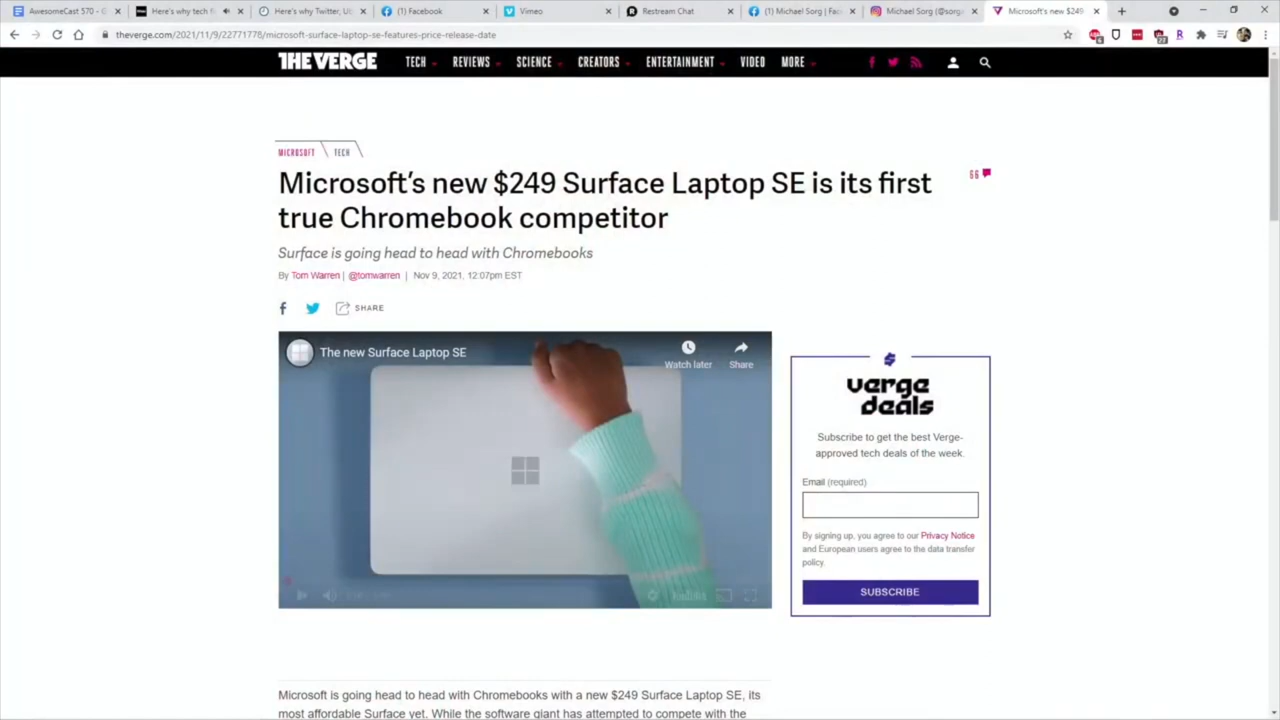 AwesomeCast 570 - G
Here's why tech f
Here's why Twitter, Ub
(1) Facebook
Vimeo
Restream Chat
(1) Michael Sorg | Fac
Michael Sorg (@sorg
Microsoft's new $249
theverge.com/2021/11/9/22771778/microsoft-surface-laptop-se-features-price-release-date
THE VERGE
TECH
REVIEWS
SCIENCE
CREATORS
ENTERTAINMENT
VIDEO
MORE
MICROSOFT
TECH
Microsoft's new $249 Surface Laptop SE is its first
true Chromebook competitor
66
Surface is going head to head with Chromebooks
By Tom Warren | @tomwarren | Nov 9, 2021, 12:07pm EST
SHARE
The new Surface Laptop SE
Watch later
Share
verge
deals
Subscribe to get the best Verge-
approved tech deals of the week.
Email (required)
By signing up, you agree to our Privacy Notice
and European users agree to the data transfer
policy.
SUBSCRIBE
Microsoft is going head to head with Chromebooks with a new $249 Surface Laptop SE, its
most affordable Surface yet. While the software giant has attempted to compete with the